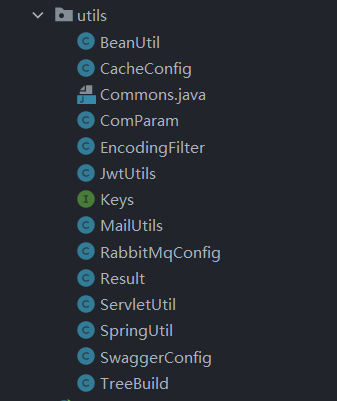 utils
BeanUtil
CacheConfig
Commons.java
ComParam
EncodingFilter
JwtUtils
Keys
MailUtils
RabbitMqConfig
Result
ServletUtil
SpringUtil
SwaggerConfig
TreeBuild